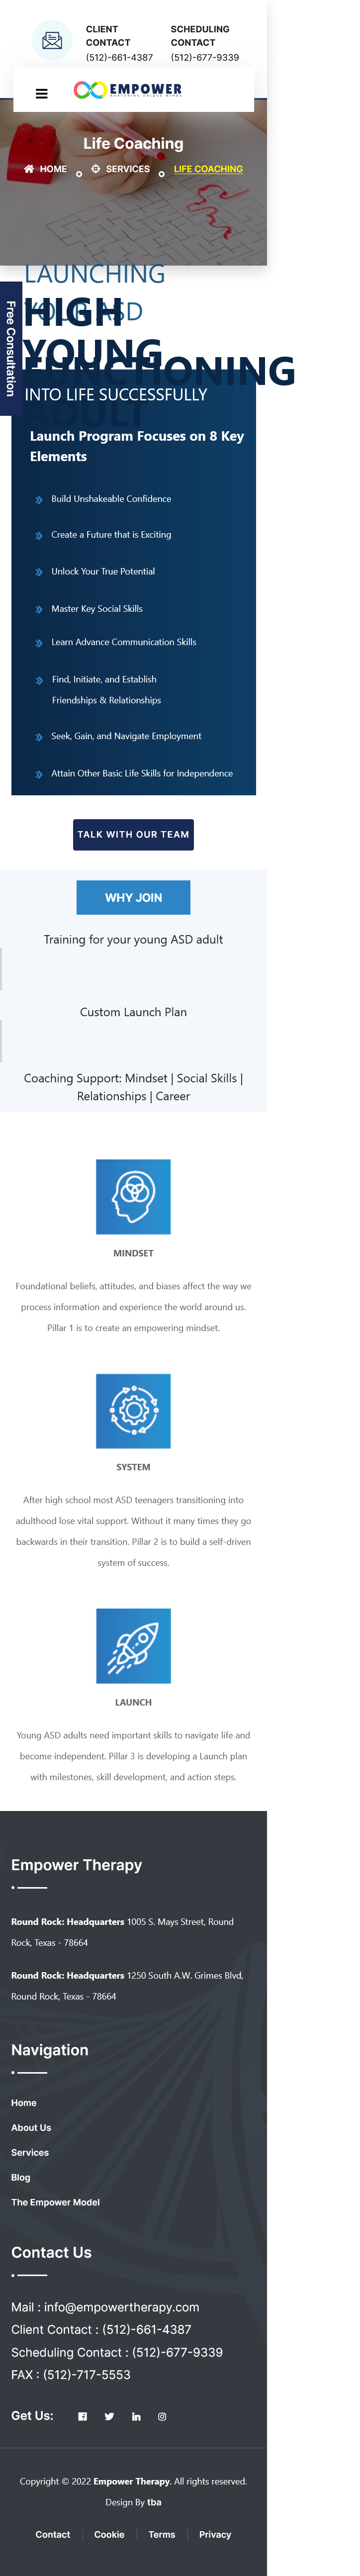 CLIENT CONTACT
(512)-661-4387
SCHEDULING CONTACT
(512)-677-9339
EMPOWER
Life Coaching
HOME
SERVICES
LIFE COACHING
Free Consultation
LAUNCHING
YOUR ASD
HIGH
FUNCTIONING
YOUNG
ADULT
INTO LIFE SUCCESSFULLY
Launch Program Focuses on 8 Key
Elements
Build Unshakeable Confidence
Create a Future that is Exciting
Unlock Your True Potential
Master Key Social Skills
Learn Advance Communication Skills
Find, Initiate, and Establish
Friendships & Relationships
Seek, Gain, and Navigate Employment
Attain Other Basic Life Skills for Independence
TALK WITH OUR TEAM
WHY JOIN
Training for your young ASD adult
Custom Launch Plan
Coaching Support: Mindset | Social Skills |
Relationships | Career
MINDSET
Foundational beliefs, attitudes, and biases affect the way we
process information and experience the world around us.
Pillar 1 is to create an empowering mindset.
SYSTEM
After high school most ASD teenagers transitioning into
adulthood lose vital support. Without it many times they go
backwards in their transition. Pillar 2 is to build a self-driven
system of success.
LAUNCH
Young ASD adults need important skills to navigate life and
become independent. Pillar 3 is developing a Launch plan
with milestones, skill development, and action steps.
Empower Therapy
Round Rock: Headquarters 1005 S. Mays Street, Round
Rock, Texas - 78664
Round Rock: Headquarters 1250 South A.W. Grimes Blvd,
Round Rock, Texas - 78664
Navigation
Home
About Us
Services
Blog
The Empower Model
Contact Us
Mail : info@empowertherapy.com
Client Contact : (512)-661-4387
Scheduling Contact : (512)-677-9339
FAX : (512)-717-5553
Get Us:
Copyright © 2022 Empower Therapy. All rights reserved.
Design By tba
Contact
Cookie
Terms
Privacy